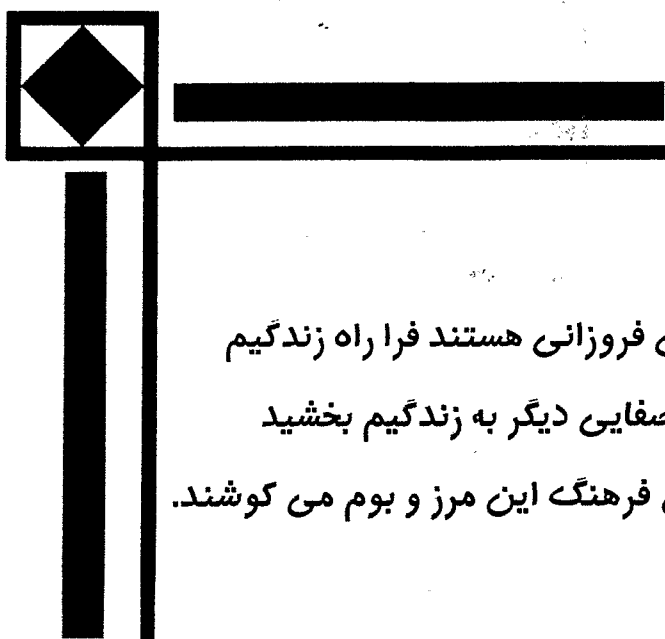 فروزانی هستند فرا راه زندگیم
صفایی دیگر به زندگیم بخشید
فرهنگ این مرز و بوم می کوشند.